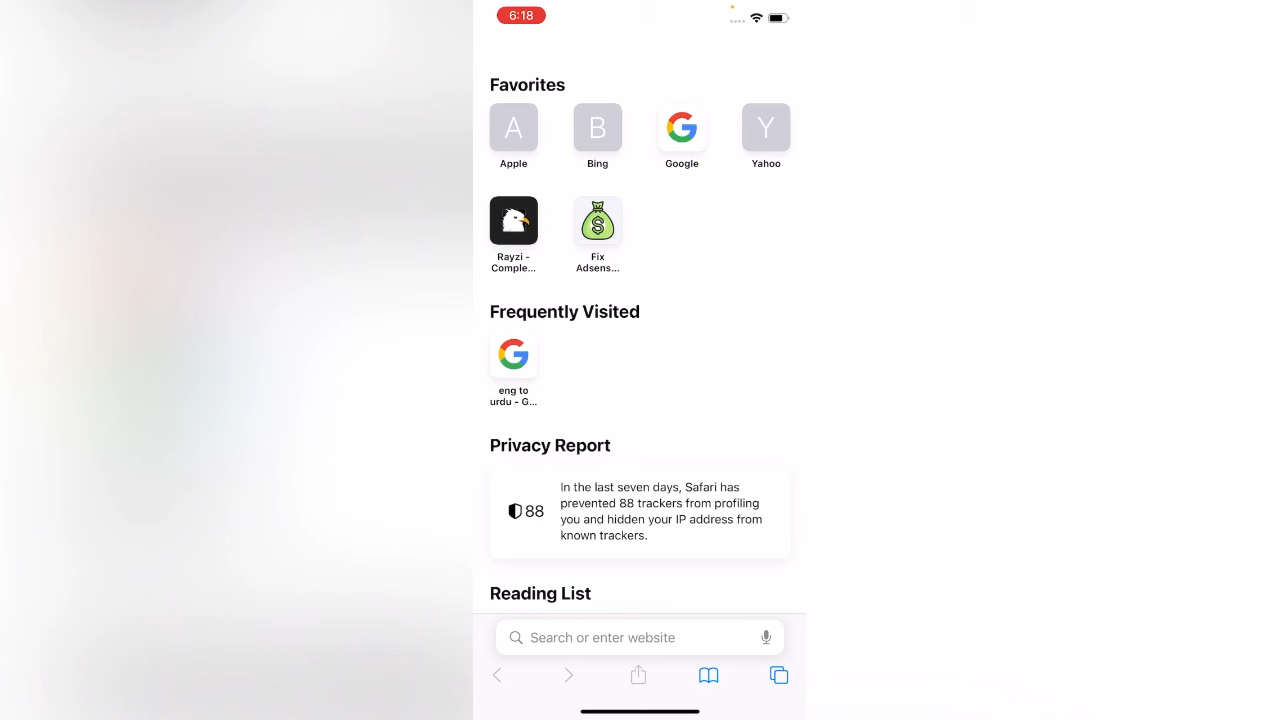 6:18
Favorites
A
B
Y
Apple
Bing
Google
Yahoo
Rayzi -
Comple...
Fix
Adsens...
Frequently Visited
eng to
urdu - G...
Privacy Report
88
In the last seven days, Safari has
prevented 88 trackers from profiling
you and hidden your IP address from
known trackers.
Reading List
Search or enter website